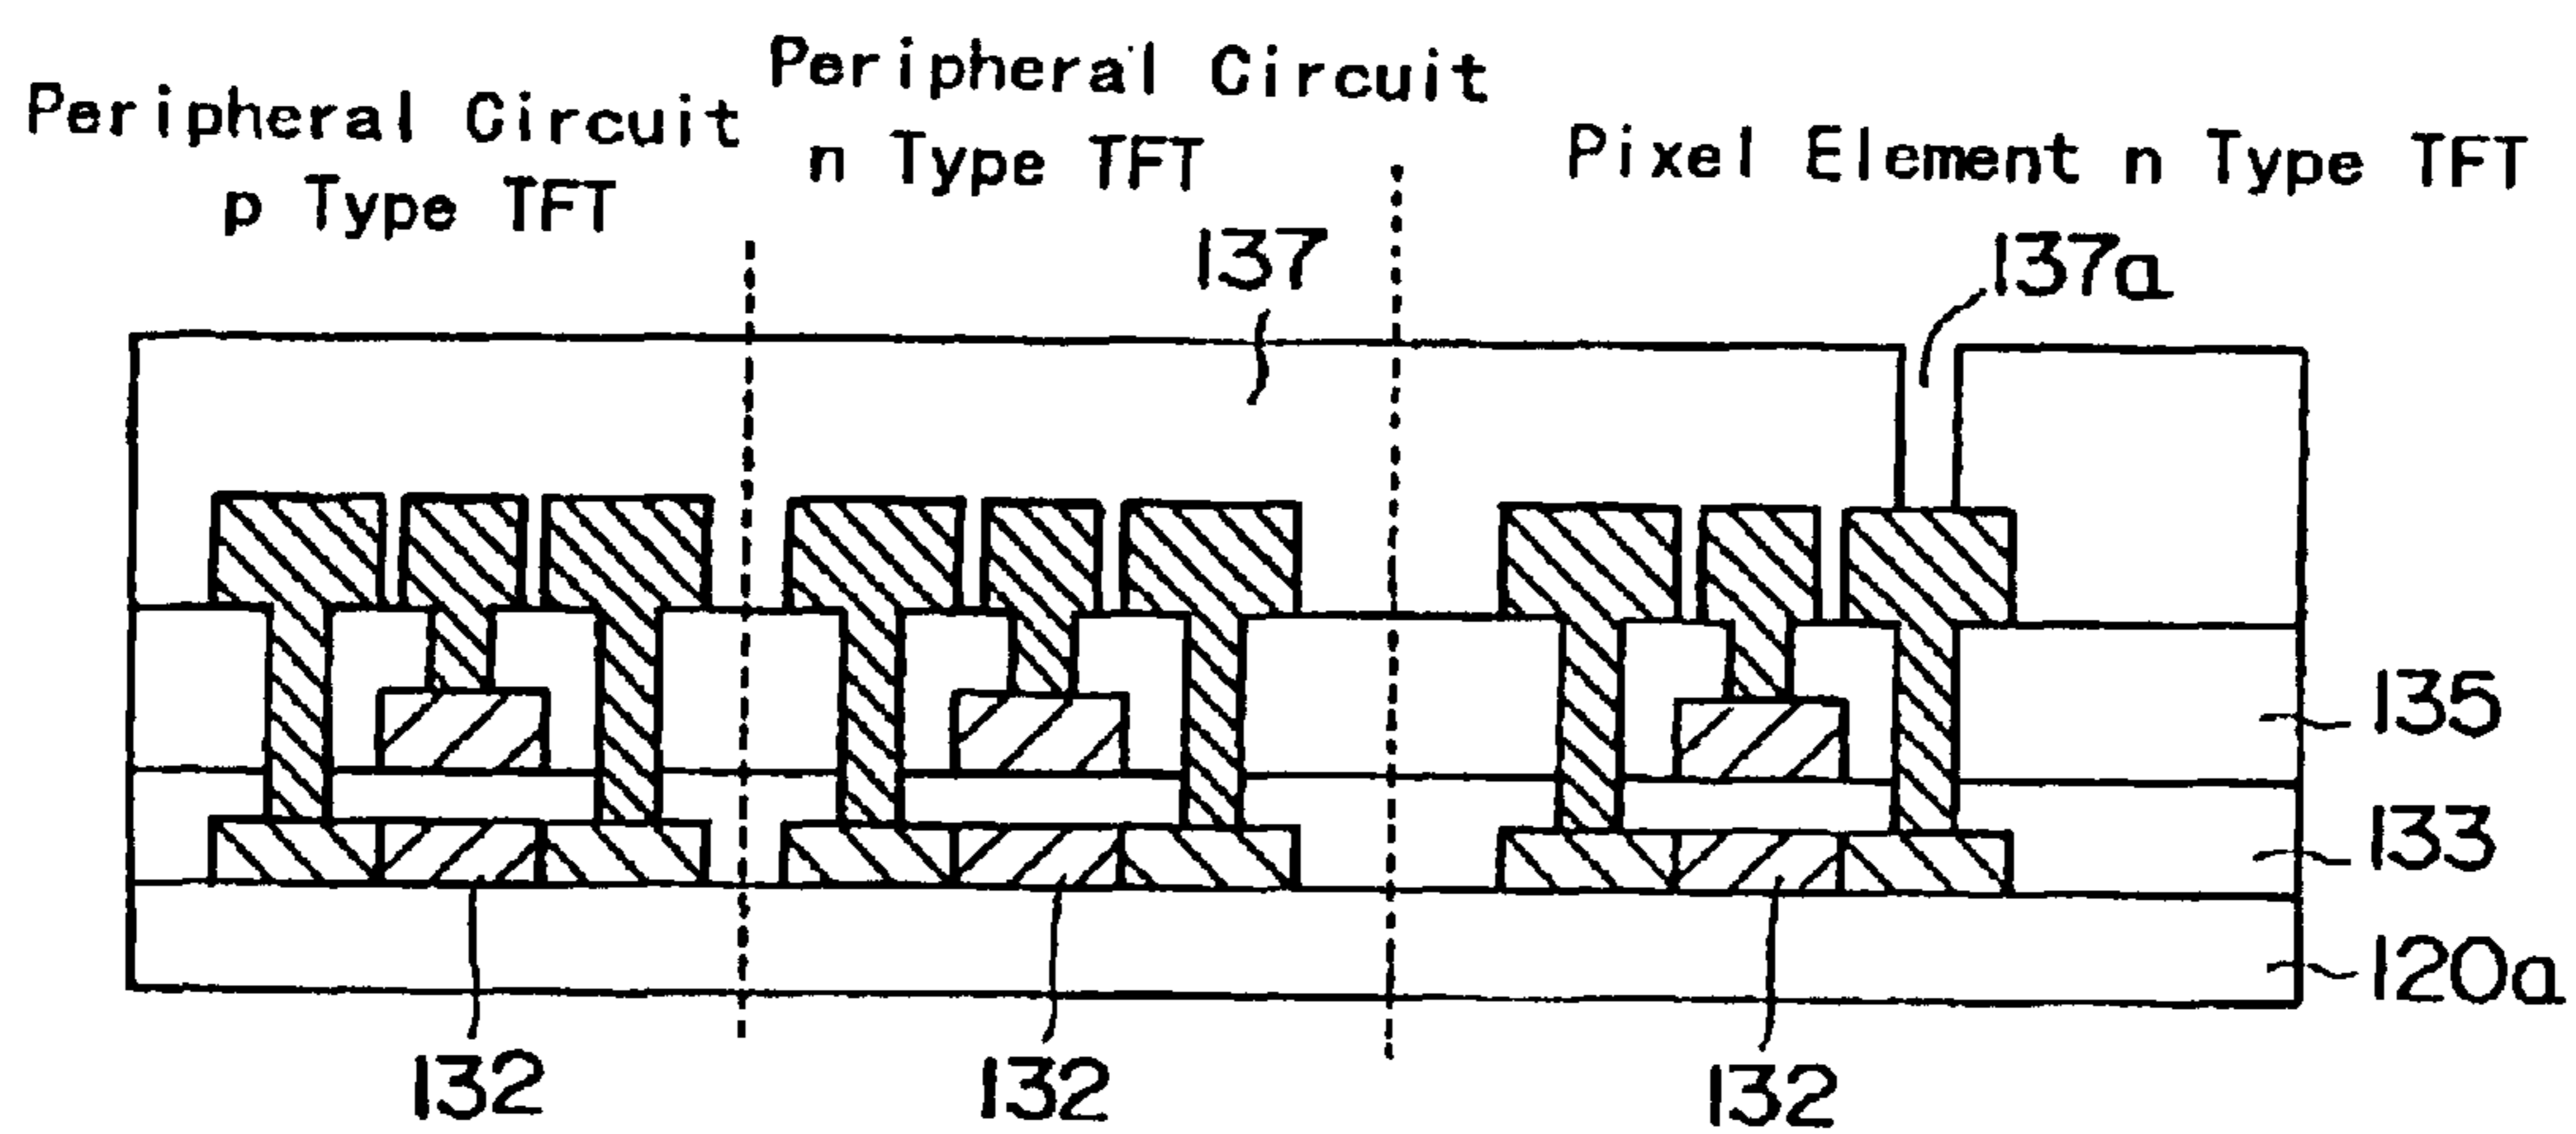 Peripheral Circuit
p Type TFT
Peripheral Circuit
n Type TFT
Pixel Element n Type TFT
137
137a
135
133
120a
132
132
132